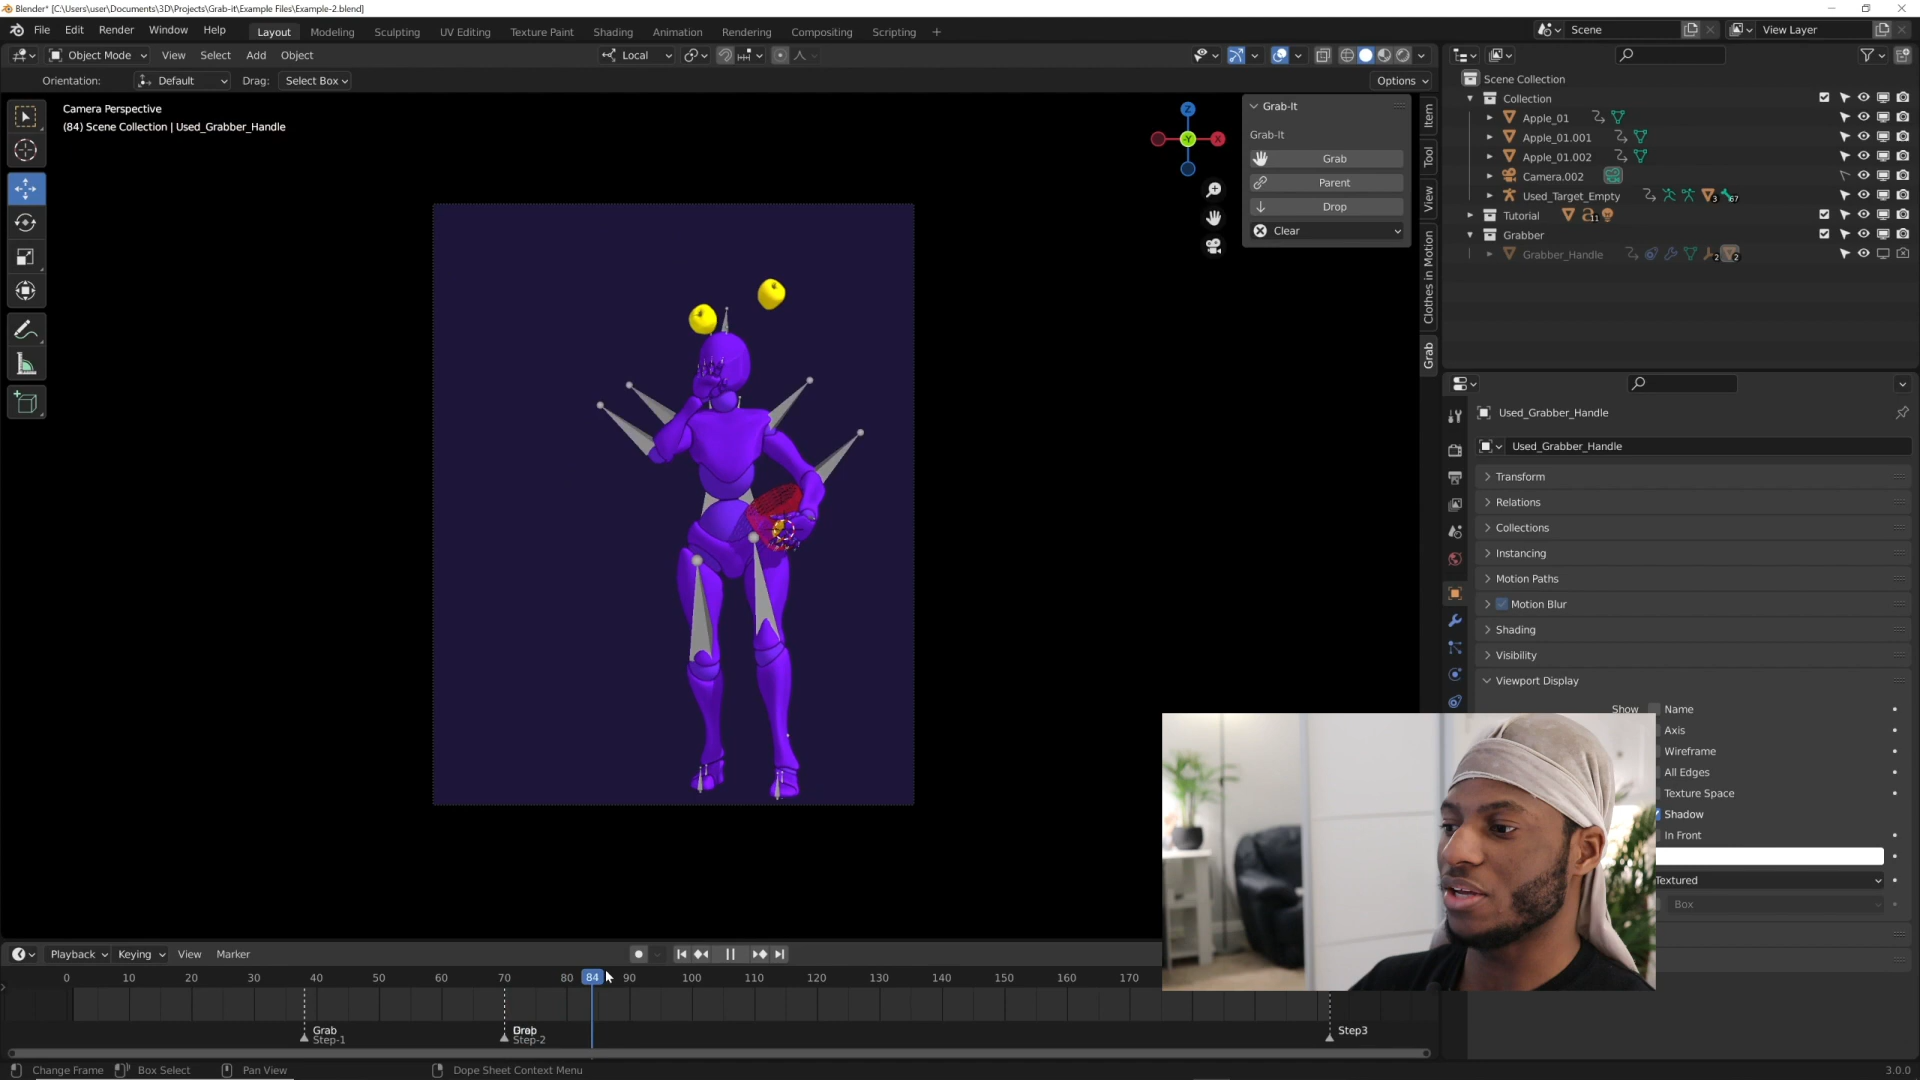 Blender* [C:\Users\user\Documents\3D\Projects\Grab-it\Example Files\Example-2.blend]
File Edit Render Window Help Layout Modeling Sculpting UV Editing Texture Paint Shading Animation Rendering Compositing Scripting + Scene View Layer
Object Mode View Select Add Object Local
Orientation: Default Drag: Select Box Options
Camera Perspective
(84) Scene Collection | Used_Grabber_Handle
Z
X
Y
Grab-It
Grab-It
Grab
Parent
Drop
Clear
Item
Tool
View
Clothes in Motion
Grab
Scene Collection
Collection
Apple_01
Apple_01.001
Apple_01.002
Camera.002
Used_Target_Empty 3 67
Tutorial 11
Grabber
Grabber_Handle 2 2
Used_Grabber_Handle
Used_Grabber_Handle
Transform
Relations
Collections
Instancing
Motion Paths
Motion Blur
Shading
Visibility
Viewport Display
Show Name
Axis
Wireframe
All Edges
Texture Space
Shadow
In Front
Textured
Box
Playback Keying View Marker
0 10 20 30 40 50 60 70 80 84 90 100 110 120 130 140 150 160 170
Grab
Step-1
Step-2
Step3
Change Frame Box Select Pan View Dope Sheet Context Menu 3.0.0